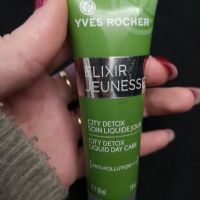 YVES ROCHER
ELIXIR
JEUNESSE
CITY DETOX
SOIN LIQUIDE JOUR
CITY DETOX
LIQUID DAY CARE